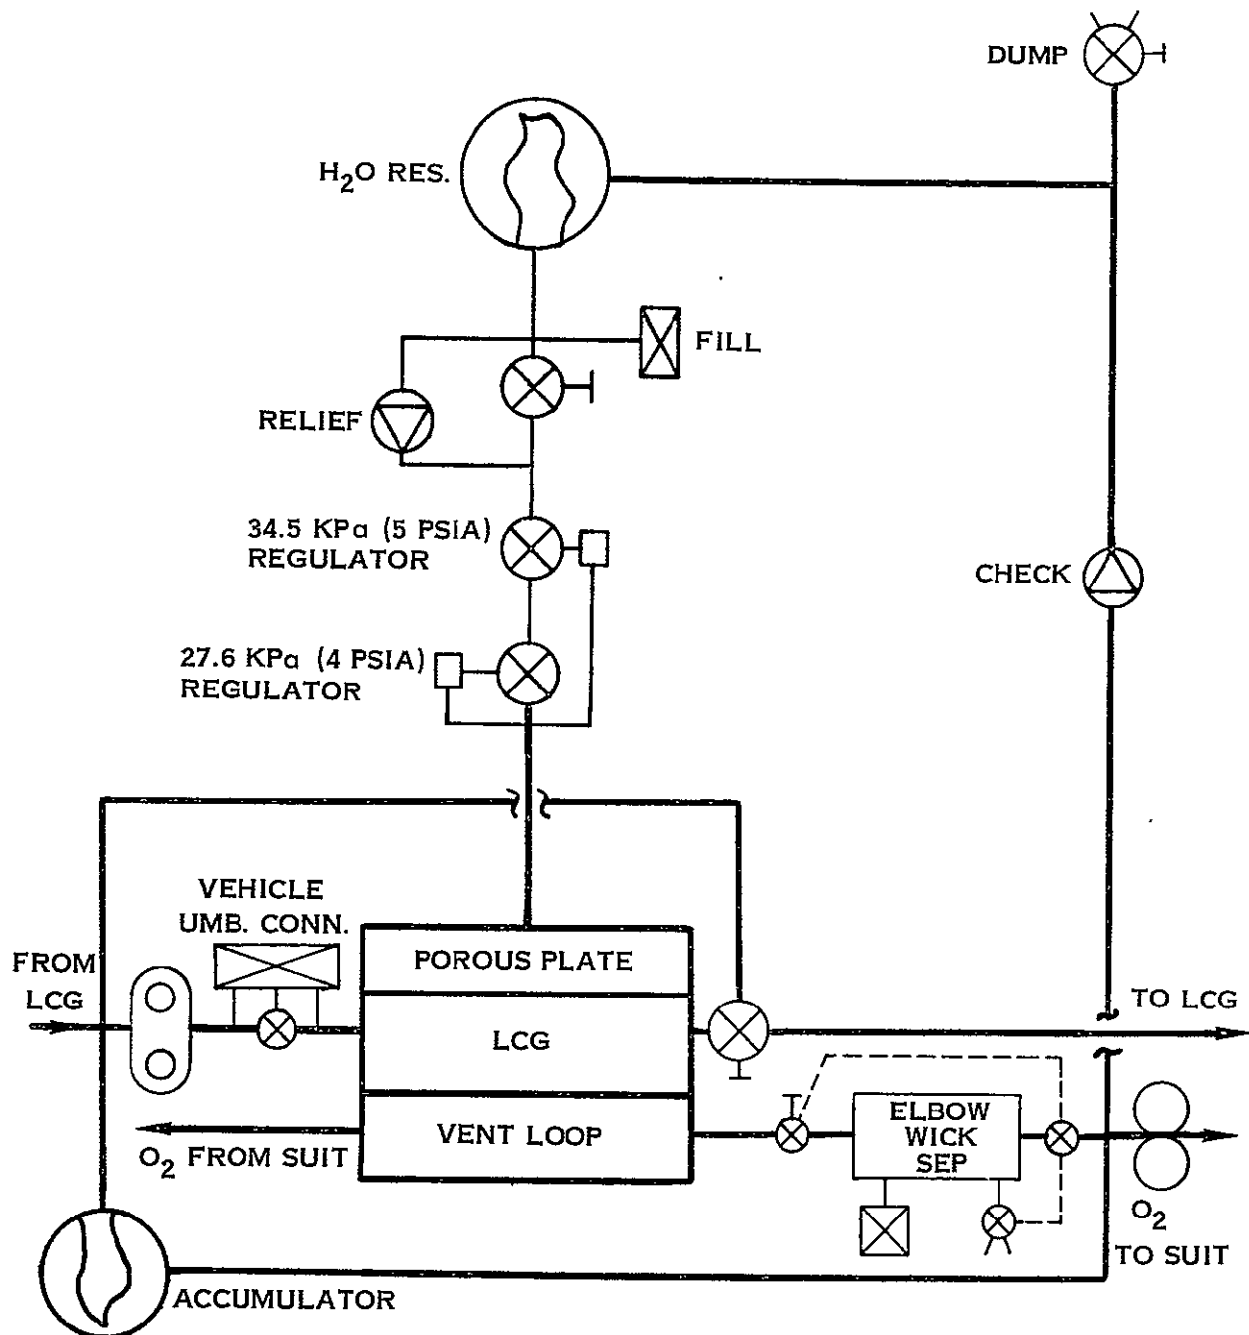 DUMP
H2O RES.
FILL
RELIEF
34.5 KPa (5 PSIA)
REGULATOR
CHECK
27.6 KPa (4 PSIA)
REGULATOR
VEHICLE
UMB. CONN.
FROM
LCG
POROUS PLATE
TO LCG
LCG
ELBOW
WICK
SEP
VENT LOOP
O2 FROM SUIT
O2
TO SUIT
ACCUMULATOR